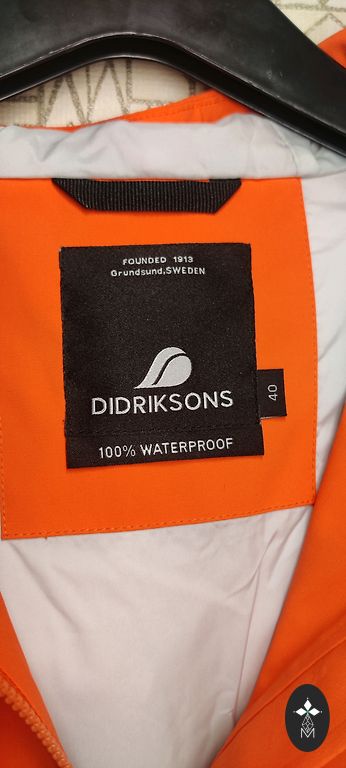 FOUNDED 1913
Grundsund,SWEDEN
DIDRIKSONS
40
100% WATERPROOF